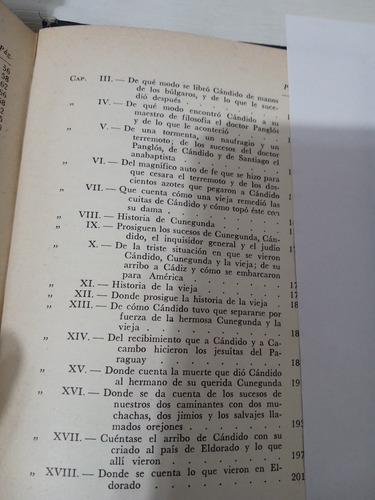 Pág.
56
58
62
66
68
72
CAP. III. — De qué modo se libró Cándido de manos
de los búlgaros, y de lo que le suce-
dió después
„ IV. — De qué modo encontró Cándido a su
maestro de filosofía el doctor Panglós
y de lo que le aconteció
„ V. — De una tormenta, un naufragio y un
terremoto; de los sucesos del doctor
Panglós, de Cándido y de Santiago el
anabaptista
„ VI. — Del magnífico auto de fe que se hizo para
que cesara el terremoto y de los dos-
cientos azotes que pegaron a Cándido
„ VII. — Que cuenta cómo una vieja remedió las
cuitas de Cándido y cómo topó éste con
su dama
„ VIII. — Historia de Cunegunda
„ IX. — Prosiguen los sucesos de Cunegunda, Cán-
dido, el inquisidor general y el judío
„ X. — De la triste situación en que se vieron
Cándido, Cunegunda y la vieja; de su
arribo a Cádiz y cómo se embarcaron
para América
„ XI. — Historia de la vieja
„ XII. — Donde prosigue la historia de la vieja
„ XIII. — De cómo Cándido tuvo que separarse por
fuerza de la hermosa Cunegunda y la
vieja
„ XIV. — Del recibimiento que a Cándido y a Ca-
cambo hicieron los jesuítas del Pa-
raguay
„ XV. — Donde cuenta la muerte que dió Cándido
al hermano de su querida Cunegunda
„ XVI. — Donde se da cuenta de los sucesos de
nuestros dos caminantes con dos mu-
chachas, dos jimios y los salvajes lla-
mados orejones
„ XVII. — Cuéntase el arribo de Cándido con su
criado al país de Eldorado y lo que
allí vieron
„ XVIII. — Donde se cuenta lo que vieron en El-
dorado 201